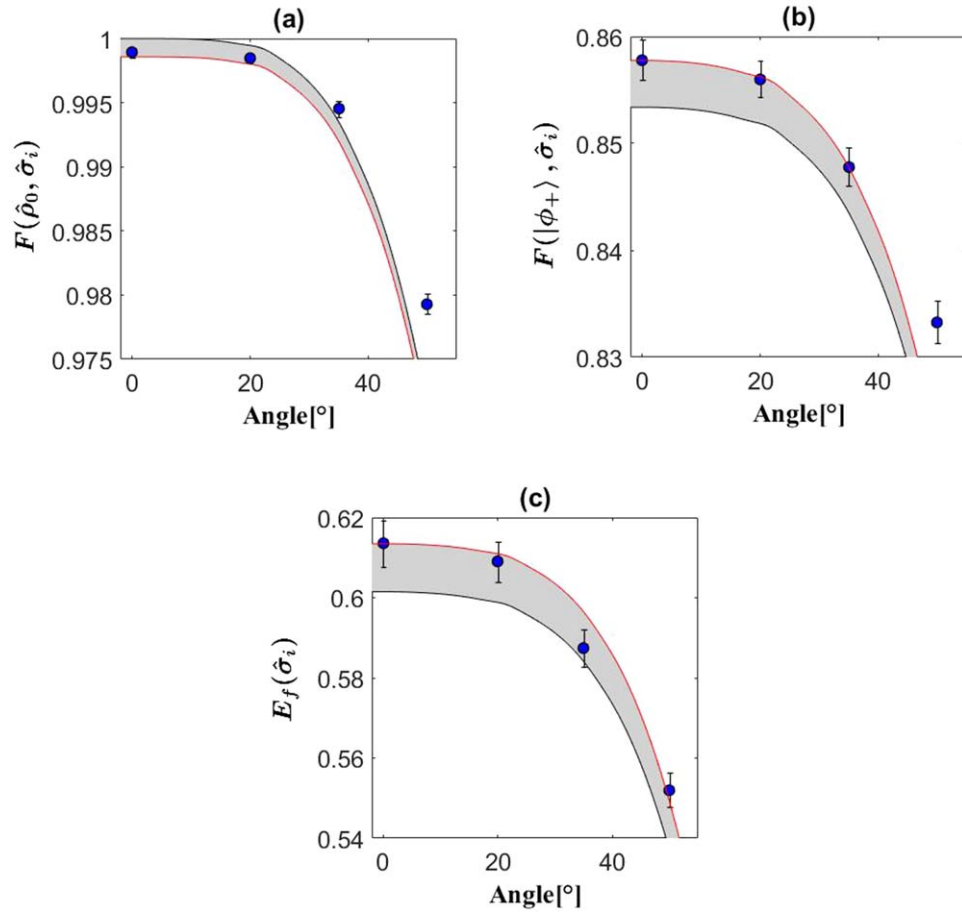 (a)
1
0.995
0.99
0.985
0.98
0.975
F(ρ̂₀, σ̂ᵢ)
0 20 40
Angle[°]
(b)
0.86
0.85
0.84
0.83
F(|ϕ₊⟩, σ̂ᵢ)
0 20 40
Angle[°]
(c)
0.62
0.6
0.58
0.56
0.54
E_f(σ̂ᵢ)
0 20 40
Angle[°]